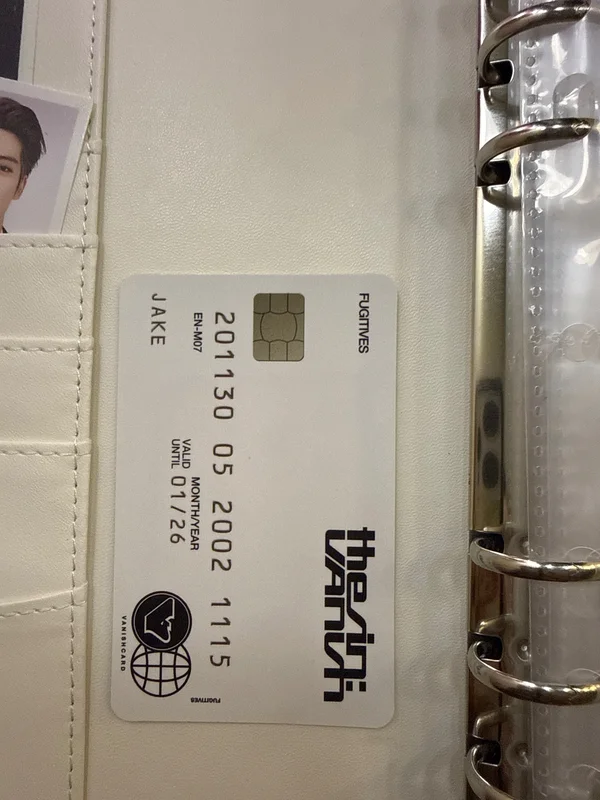 FUGITIVES
the sin:
VANISH
201130 05 2002 1115
FUGITIVES
EN-M07
MONTH/YEAR
VALID
UNTIL 01/26
JAKE
VANISHCARD